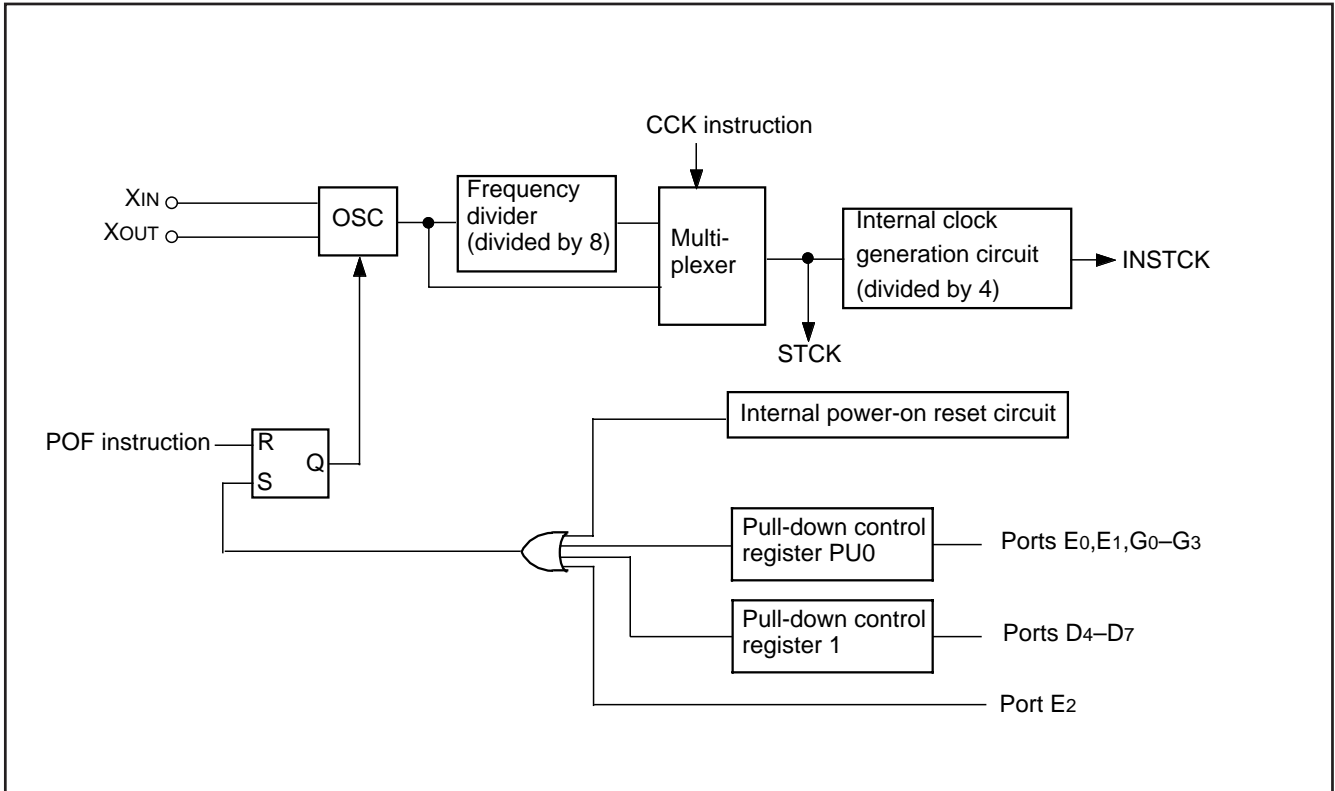 CCK instruction
XIN
XOUT
OSC
Frequency
divider
(divided by 8)
Multi-
plexer
Internal clock
generation circuit
(divided by 4)
INSTCK
STCK
Internal power-on reset circuit
POF instruction
R
S
Q
Pull-down control
register PU0
Ports E0,E1,G0–G3
Pull-down control
register 1
Ports D4–D7
Port E2